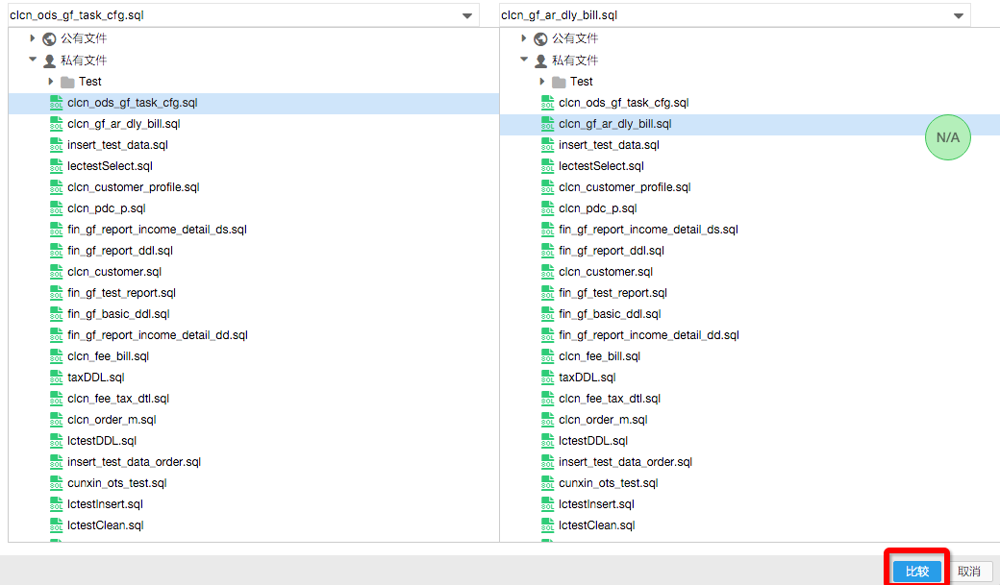 clcn_ods_gf_task_cfg.sql
公有文件
私有文件
Test
clcn_ods_gf_task_cfg.sql
clcn_gf_ar_dly_bill.sql
insert_test_data.sql
lectestSelect.sql
clcn_customer_profile.sql
clcn_pdc_p.sql
fin_gf_report_income_detail_ds.sql
fin_gf_report_ddl.sql
clcn_customer.sql
fin_gf_test_report.sql
fin_gf_basic_ddl.sql
fin_gf_report_income_detail_dd.sql
clcn_fee_bill.sql
taxDDL.sql
clcn_fee_tax_dtl.sql
clcn_order_m.sql
lctestDDL.sql
insert_test_data_order.sql
cunxin_ots_test.sql
lctestInsert.sql
lctestClean.sql
clcn_gf_ar_dly_bill.sql
公有文件
私有文件
Test
clcn_ods_gf_task_cfg.sql
clcn_gf_ar_dly_bill.sql
N/A
insert_test_data.sql
lectestSelect.sql
clcn_customer_profile.sql
clcn_pdc_p.sql
fin_gf_report_income_detail_ds.sql
fin_gf_report_ddl.sql
clcn_customer.sql
fin_gf_test_report.sql
fin_gf_basic_ddl.sql
fin_gf_report_income_detail_dd.sql
clcn_fee_bill.sql
taxDDL.sql
clcn_fee_tax_dtl.sql
clcn_order_m.sql
lctestDDL.sql
insert_test_data_order.sql
cunxin_ots_test.sql
lctestInsert.sql
lctestClean.sql
比较
取消